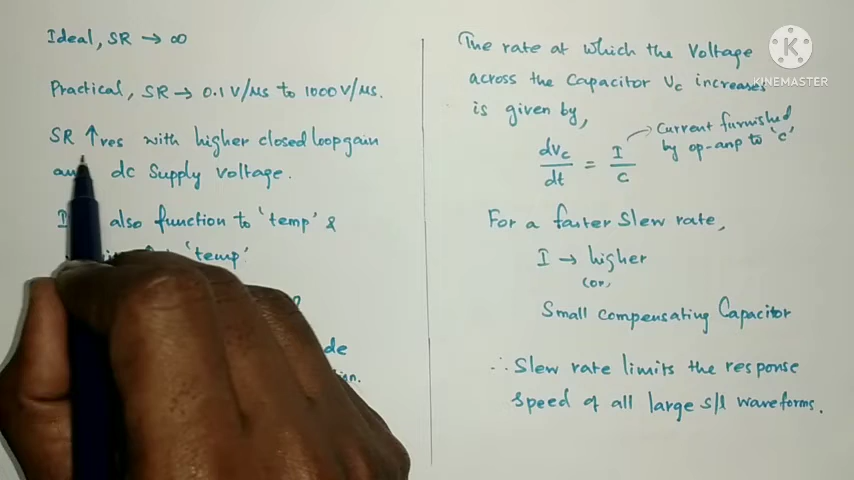 Ideal, SR → ∞
Practical, SR → 0.1 V/μs to 1000 V/μs.
SR ↑res with higher closed loop gain
dc Supply voltage.
also function to 'temp' &
'temp'
The rate at which the voltage
across the Capacitor Vc increases
is given by,
dvc/dt = I/C
Current furnished
by op-amp to 'c'
For a faster Slew rate,
I → higher
(or)
Small compensating Capacitor
∴ Slew rate limits the response
speed of all large s/l waveforms.
K
KINEMASTER